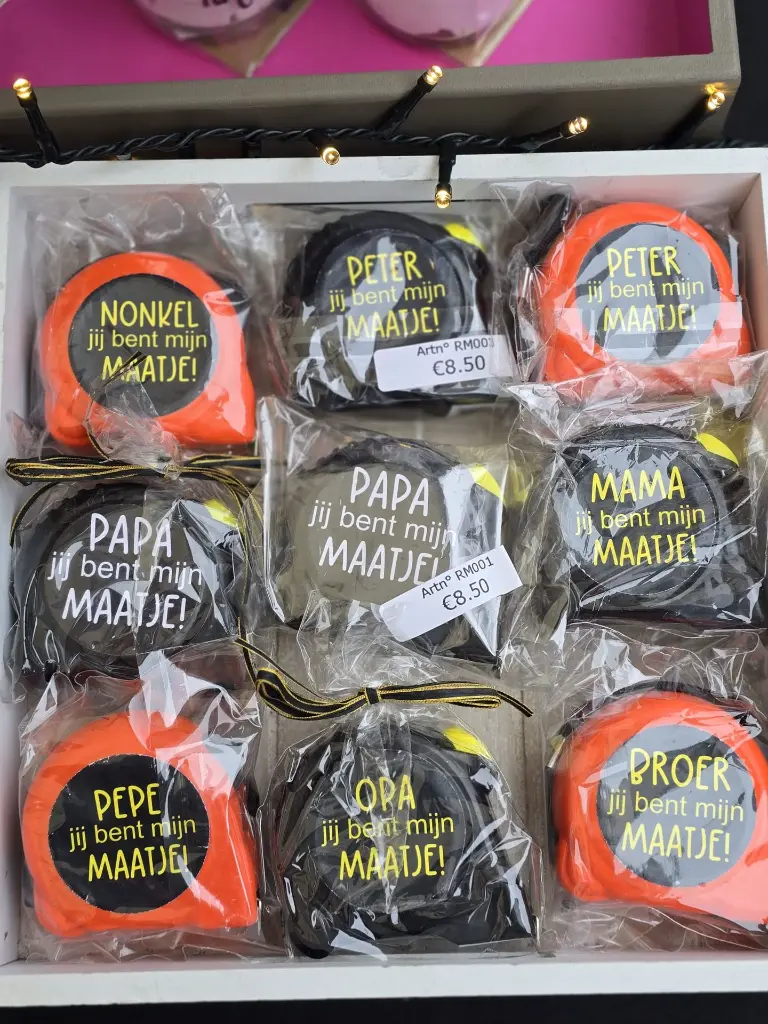 NONKEL
jij bent mijn
MAATJE!
PETER
jij bent mijn
MAATJE!
Artn° RM003
€8.50
PETER
jij bent mijn
MAATJE!
PAPA
jij bent mijn
MAATJE!
PAPA
jij bent mijn
MAATJE!
Artn° RM001
€8.50
MAMA
jij bent mijn
MAATJE!
PEPE
jij bent mijn
MAATJE!
OPA
jij bent mijn
MAATJE!
BROER
jij bent mijn
MAATJE!